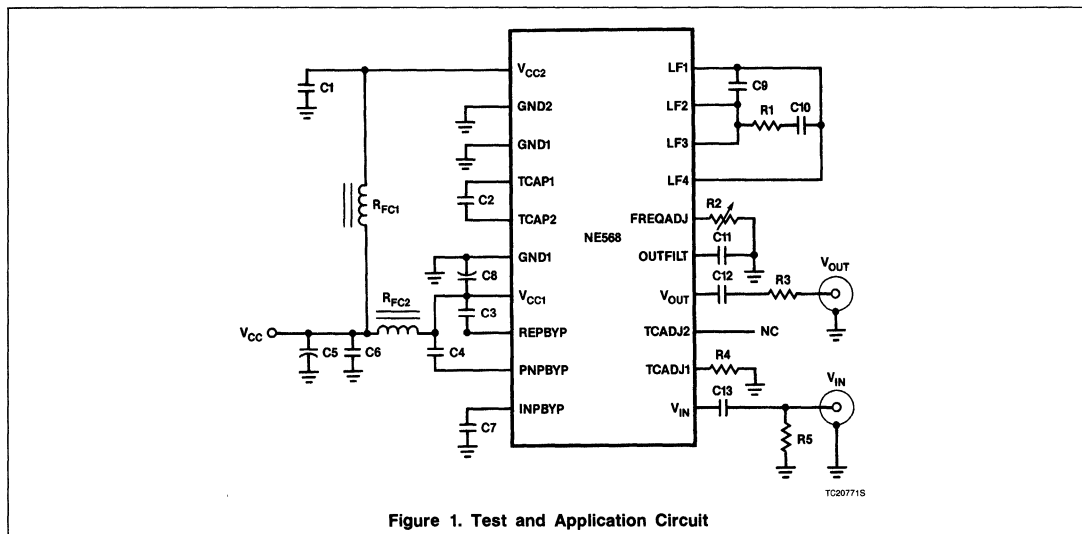 VCC2
GND2
GND1
TCAP1
TCAP2
GND1
VCC1
REPBYP
PNPBYP
INPBYP
NE568
LF1
LF2
LF3
LF4
FREQADJ
OUTFILT
VOUT
TCADJ2
TCADJ1
VIN
C1
RFC1
C2
C8
RFC2
C3
VCC
C5
C6
C4
C7
C9
R1
C10
R2
C11
C12
R3
VOUT
NC
R4
C13
VIN
R5
TC20771S
Figure 1. Test and Application Circuit